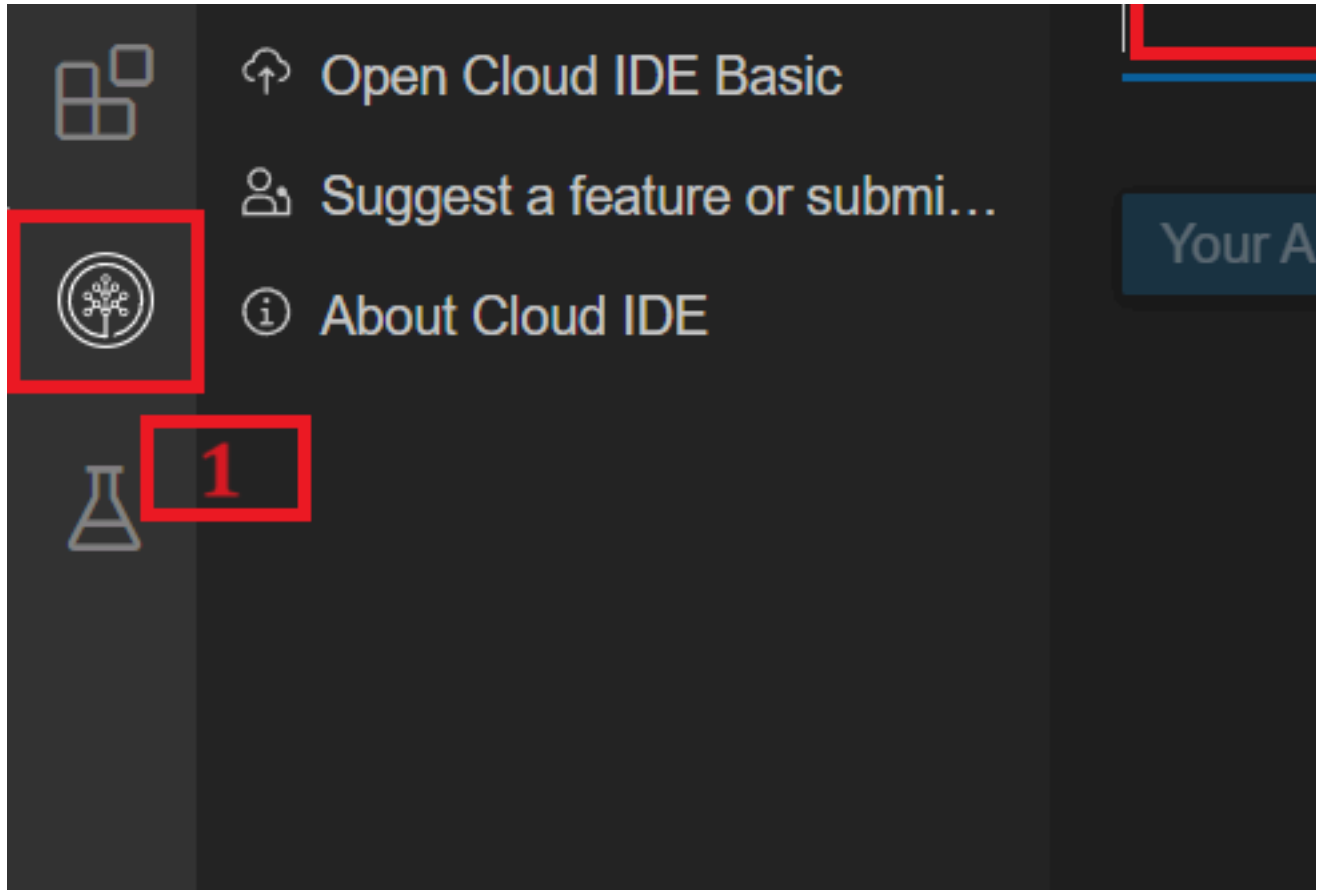 Open Cloud IDE Basic
Suggest a feature or submi...
Your A
About Cloud IDE
1